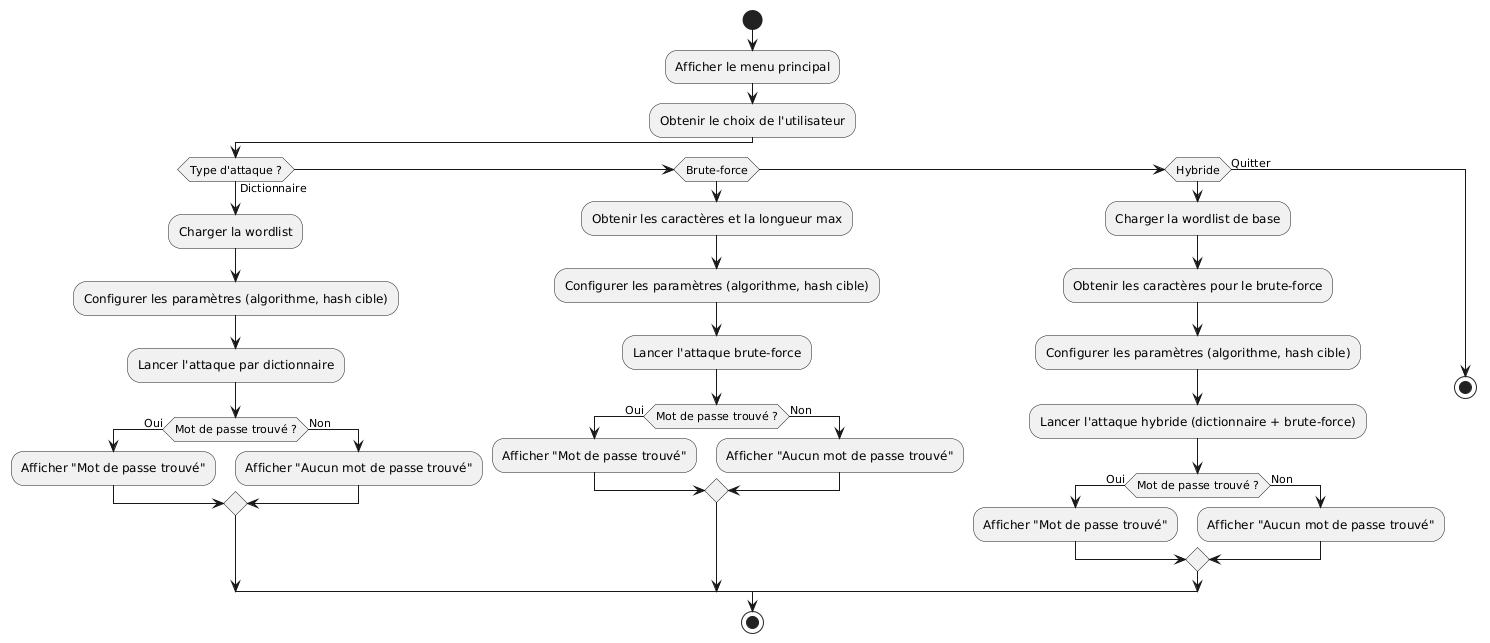 Afficher le menu principal
Obtenir le choix de l'utilisateur
Type d'attaque ?
Dictionnaire
Charger la wordlist
Configurer les paramètres (algorithme, hash cible)
Lancer l'attaque par dictionnaire
Mot de passe trouvé ?
Oui
Non
Afficher "Mot de passe trouvé"
Afficher "Aucun mot de passe trouvé"
Brute-force
Obtenir les caractères et la longueur max
Configurer les paramètres (algorithme, hash cible)
Lancer l'attaque brute-force
Mot de passe trouvé ?
Oui
Non
Afficher "Mot de passe trouvé"
Afficher "Aucun mot de passe trouvé"
Hybride
Quitter
Charger la wordlist de base
Obtenir les caractères pour le brute-force
Configurer les paramètres (algorithme, hash cible)
Lancer l'attaque hybride (dictionnaire + brute-force)
Mot de passe trouvé ?
Oui
Non
Afficher "Mot de passe trouvé"
Afficher "Aucun mot de passe trouvé"